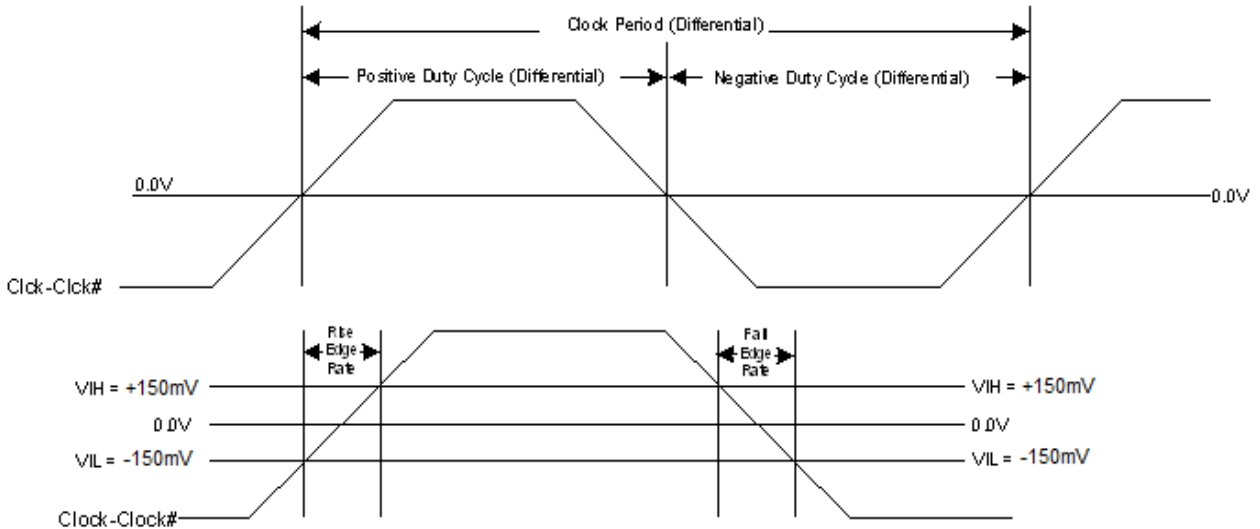 Clock Period (Differential)
Positive Duty Cycle (Differential)
Negative Duty Cycle (Differential)
0.0V
0.0V
Clck-Clck#
Rise
Edge
Rate
Fall
Edge
Rate
VIH = +150mV
VIH = +150mV
0.0V
0.0V
VIL = -150mV
VIL = -150mV
Clock-Clock#